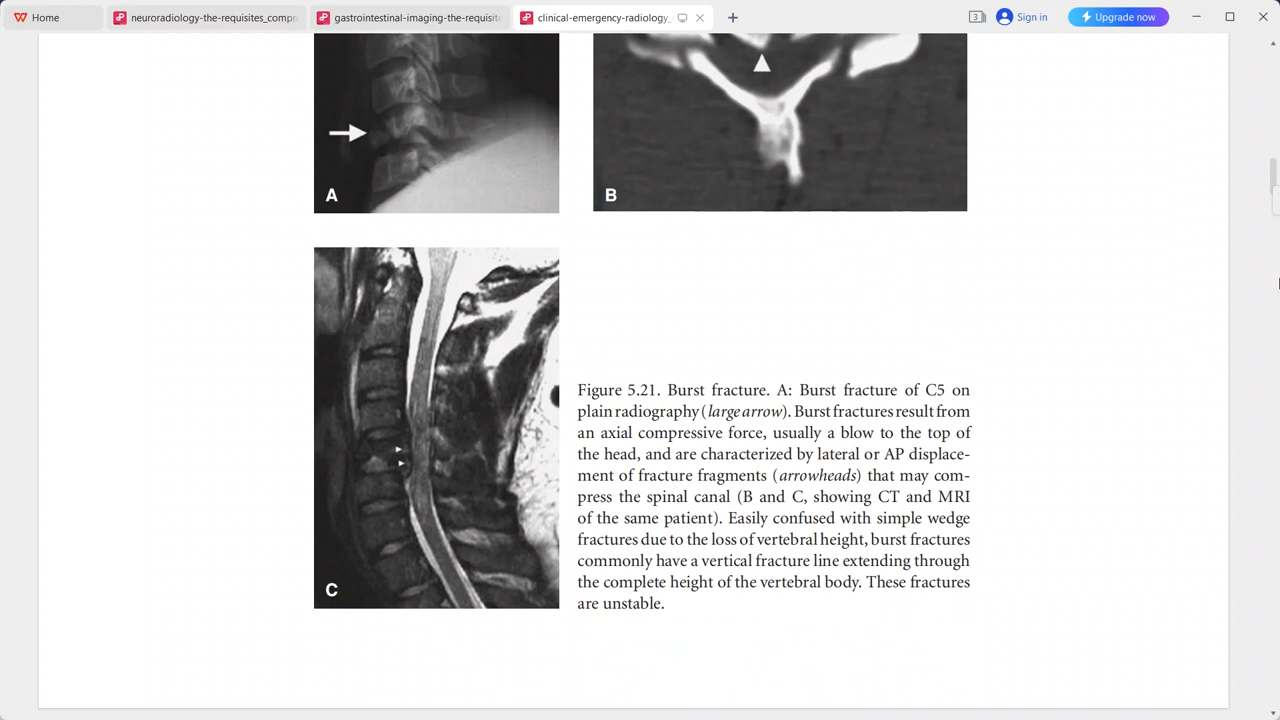 Home
neuroradiology-the-requisites_compre
gastrointestinal-imaging-the-requisite
clinical-emergency-radiology_
3
Sign in
Upgrade now
A
B
C
Figure 5.21. Burst fracture. A: Burst fracture of C5 on
plain radiography (large arrow). Burst fractures result from
an axial compressive force, usually a blow to the top of
the head, and are characterized by lateral or AP displace-
ment of fracture fragments (arrowheads) that may com-
press the spinal canal (B and C, showing CT and MRI
of the same patient). Easily confused with simple wedge
fractures due to the loss of vertebral height, burst fractures
commonly have a vertical fracture line extending through
the complete height of the vertebral body. These fractures
are unstable.